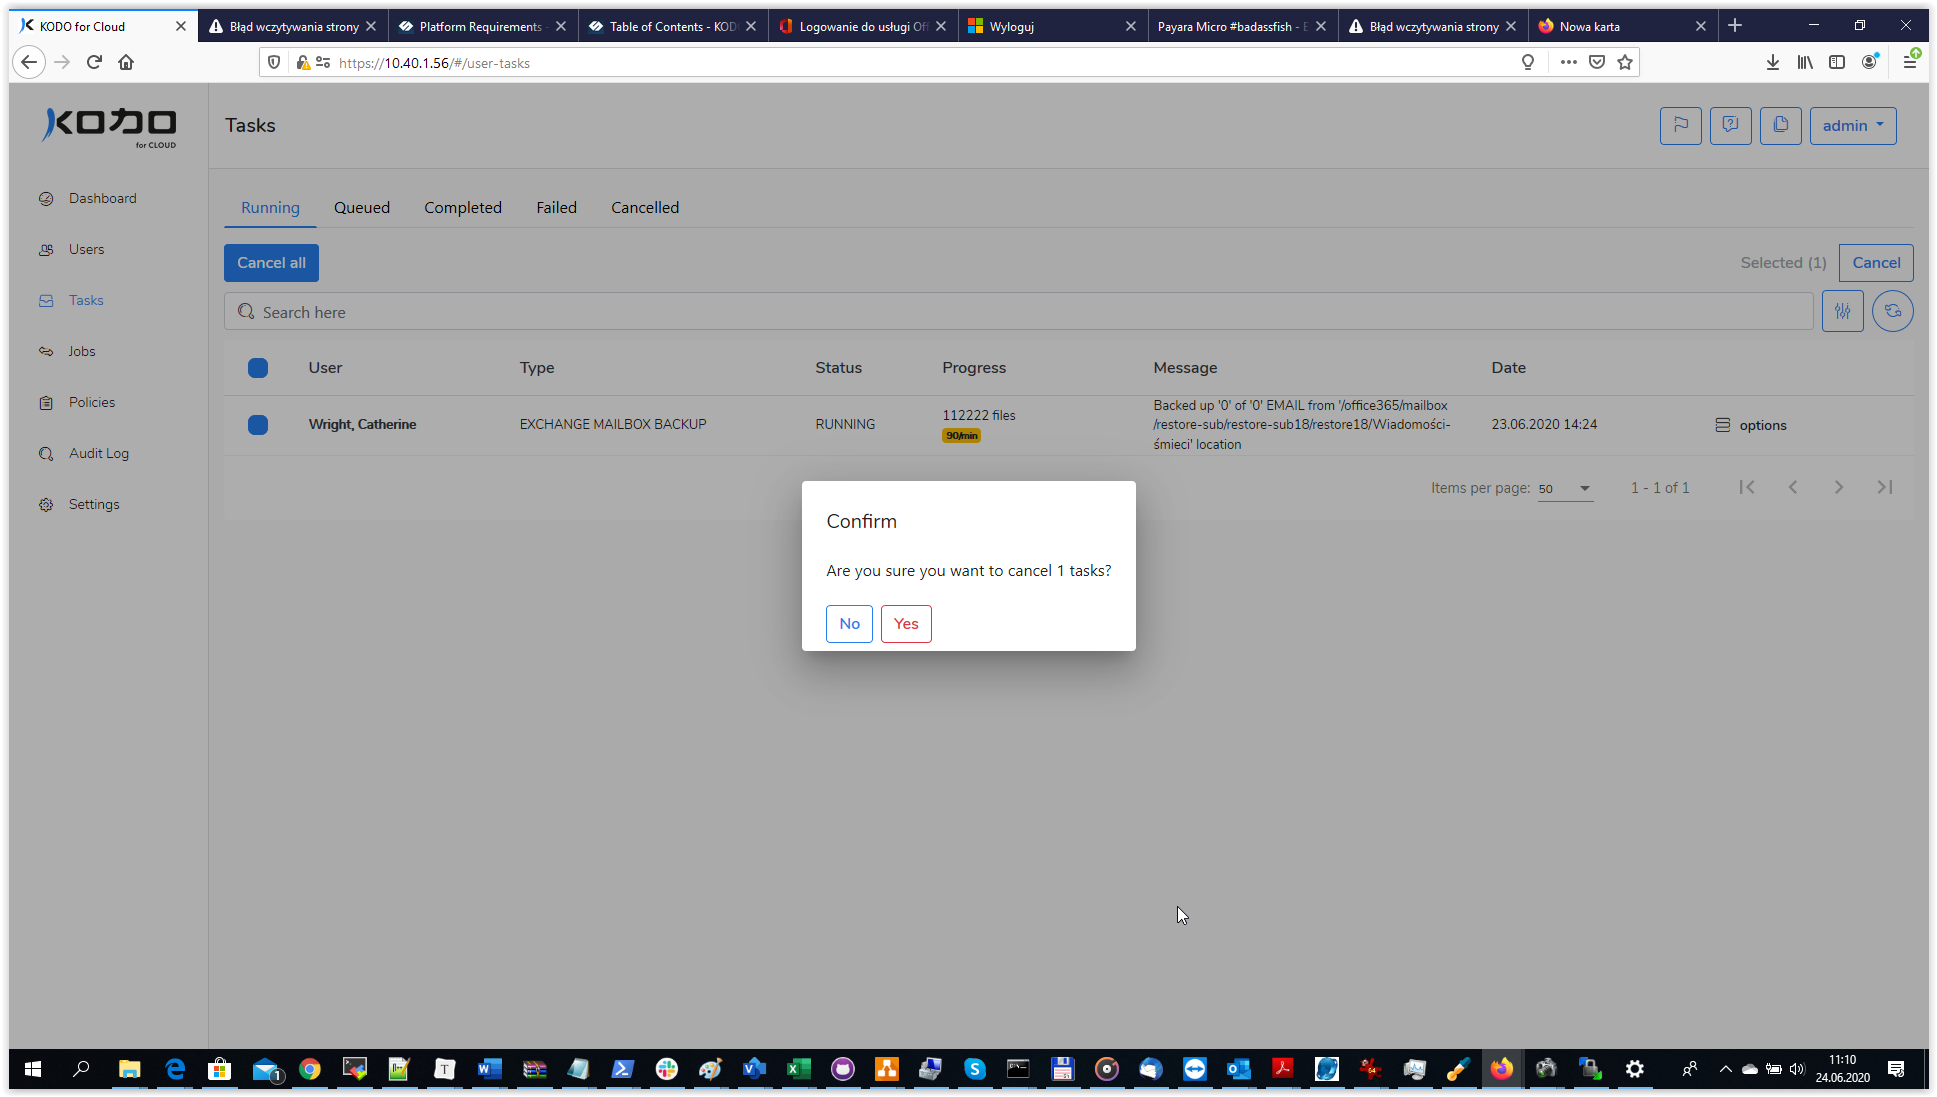 KODO for Cloud
Błąd wczytywania strony
Platform Requirements -
Table of Contents - KOD
Logowanie do usługi Off
Wyloguj
Payara Micro #badassfish - E
Błąd wczytywania strony
Nowa karta
https://10.40.1.56/#/user-tasks
KODO
for CLOUD
Tasks
admin
Dashboard
Users
Tasks
Jobs
Policies
Audit Log
Settings
Running Queued Completed Failed Cancelled
Cancel all
Selected (1) Cancel
Search here
User Type Status Progress Message Date
Wright, Catherine
EXCHANGE MAILBOX BACKUP
RUNNING
112222 files
90/min
Backed up '0' of '0' EMAIL from '/office365/mailbox
/restore-sub/restore-sub18/restore18/Wiadomości-
śmieci' location
23.06.2020 14:24
options
Items per page: 50
1 - 1 of 1
Confirm
Are you sure you want to cancel 1 tasks?
No Yes
1
11:10
24.06.2020